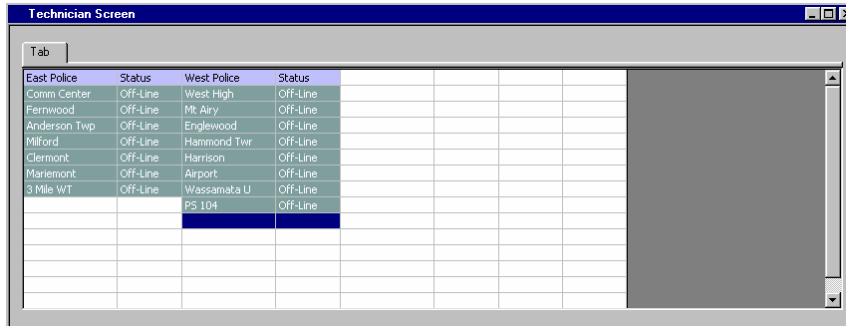 Technician Screen
Tab
East Police Status West Police Status
Comm Center Off-Line West High Off-Line
Fernwood Off-Line Mt Airy Off-Line
Anderson Twp Off-Line Englewood Off-Line
Milford Off-Line Hammond Twr Off-Line
Clermont Off-Line Harrison Off-Line
Mariemont Off-Line Airport Off-Line
3 Mile WT Off-Line Wassamata U Off-Line
PS 104 Off-Line